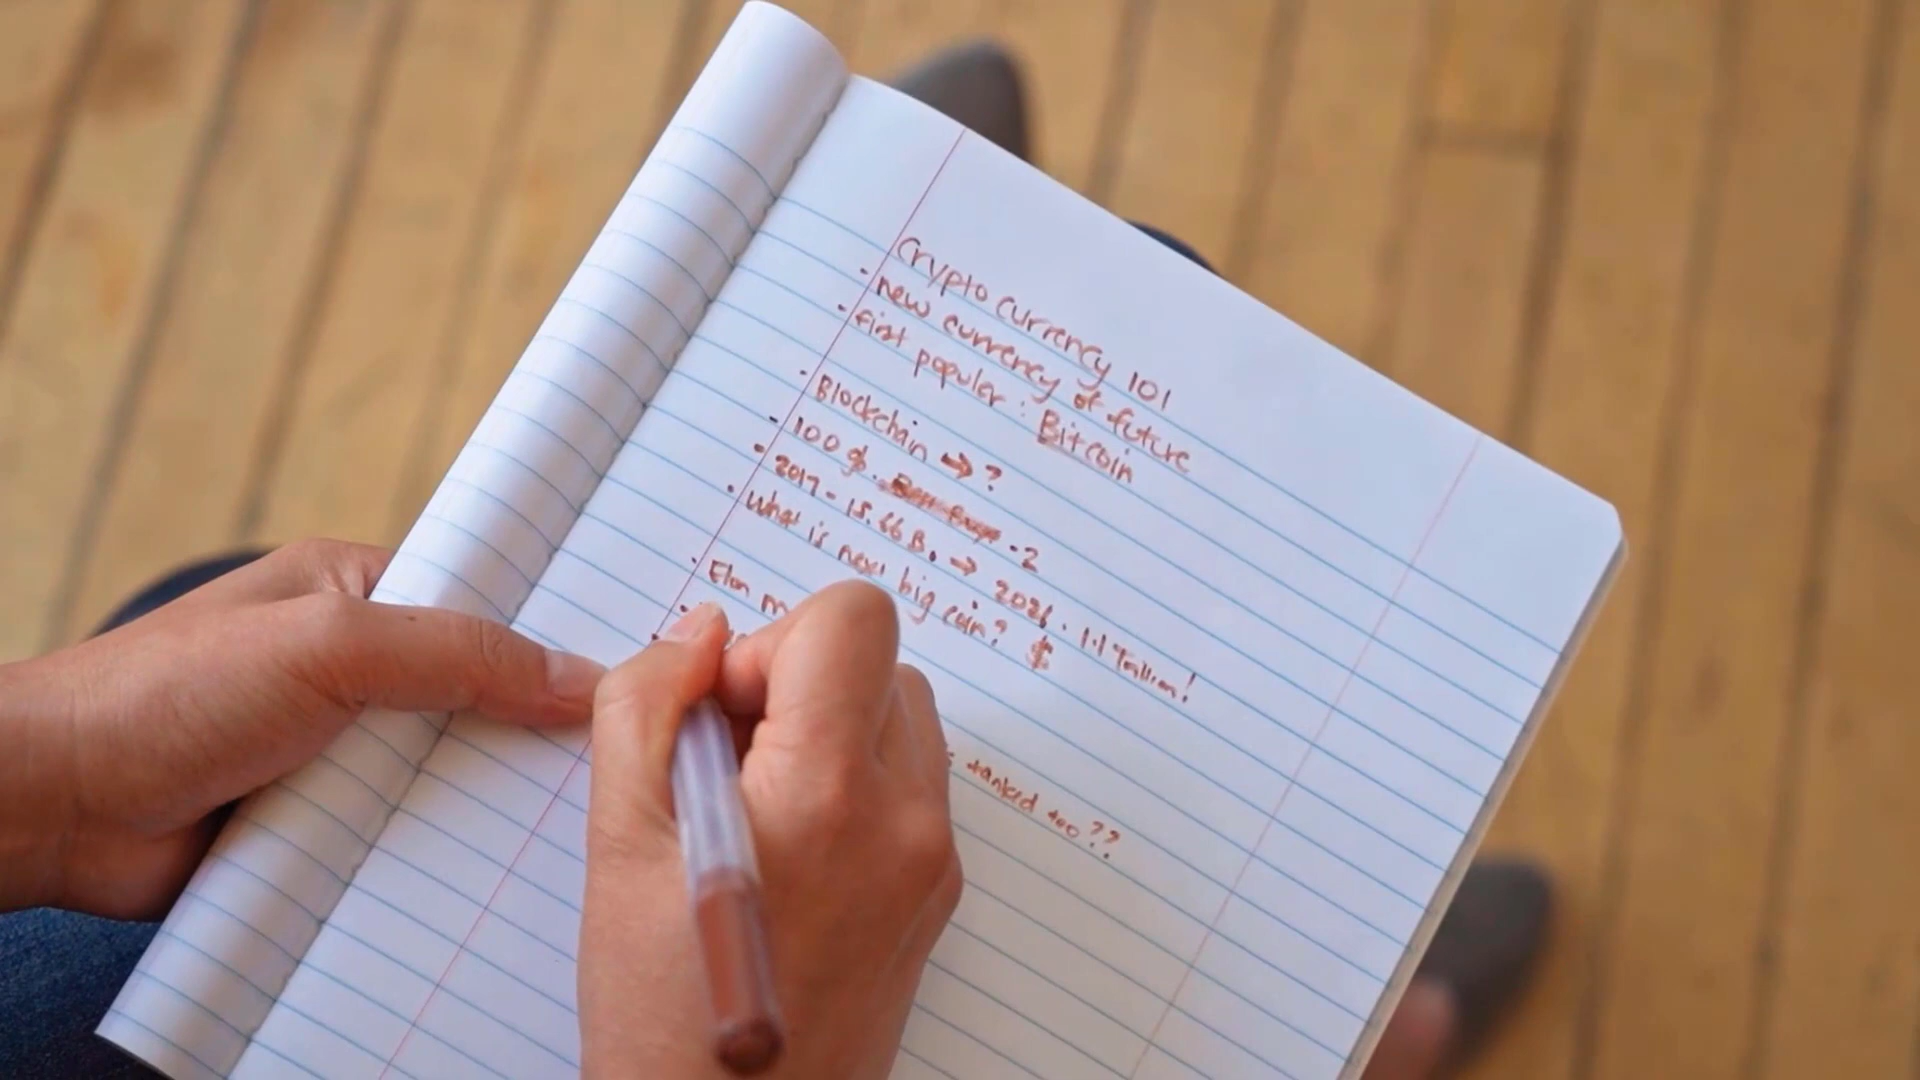 Crypto currency 101
- new currency of future
- first popular : Bitcoin
- Blockchain → ?
- 100 $. - 2
- 2017 - 15.66 B. → 2021. 1.1 Trillion!
- What is next big coin? $
- Elon m
tanked too ??